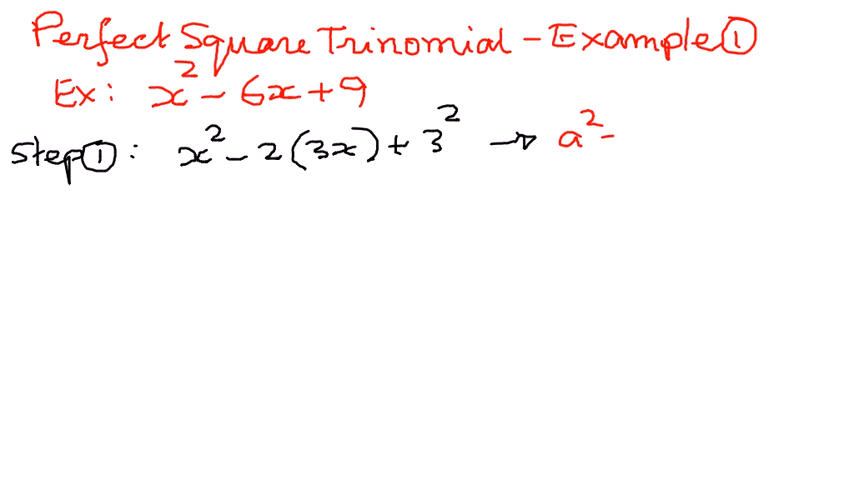 Perfect Square Trinomial - Example ①
Ex: x² - 6x + 9
Step ①: x² - 2(3x) + 3² → a² -